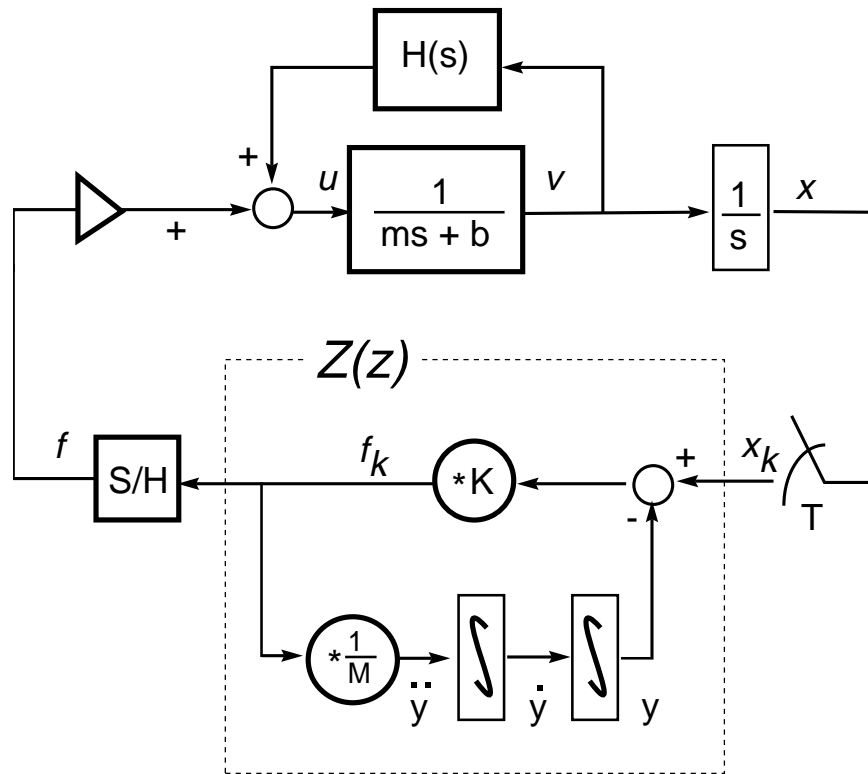 H(s)
+
u
1
ms + b
v
1
s
x
+
Z(z)
f
S/H
f_k
*K
+
-
x_k
T
*1
M
ÿ
ẏ
y